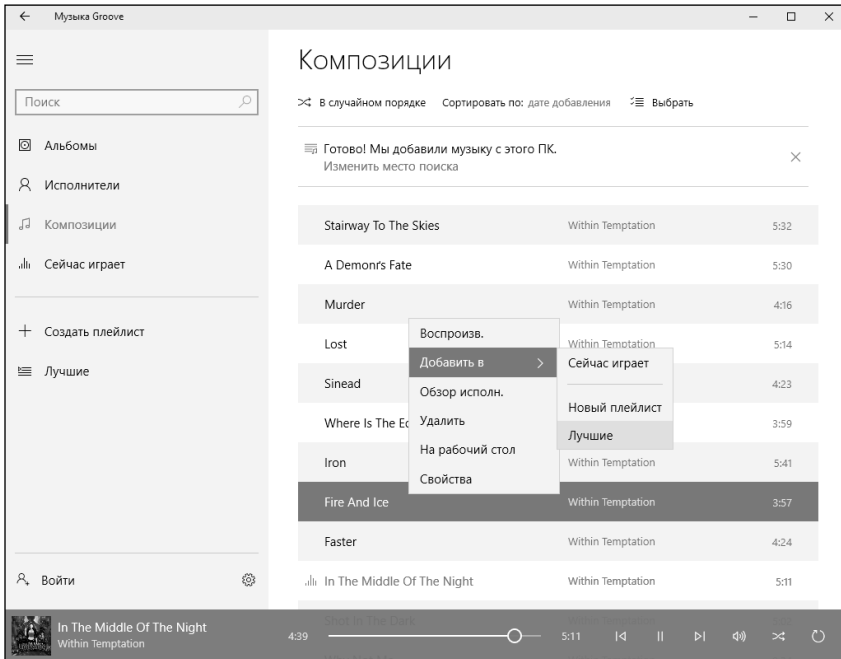 Музыка Groove
Композиции
Поиск
В случайном порядке Сортировать по: дате добавления Выбрать
Готово! Мы добавили музыку с этого ПК.
Изменить место поиска
Альбомы
Исполнители
Композиции
Сейчас играет
Создать плейлист
Лучшие
Stairway To The Skies Within Temptation 5:32
A Demon's Fate Within Temptation 5:30
Murder Within Temptation 4:16
Lost Within Temptation 5:14
Sinead 4:23
Where Is The 3:59
Iron Within Temptation 5:41
Fire And Ice Within Temptation 3:57
Faster Within Temptation 4:24
In The Middle Of The Night Within Temptation 5:11
Shot In The Dark
Воспроизв.
Добавить в
Обзор исполн.
Удалить
На рабочий стол
Свойства
Сейчас играет
Новый плейлист
Лучшие
Войти
In The Middle Of The Night
Within Temptation
4:39 5:11